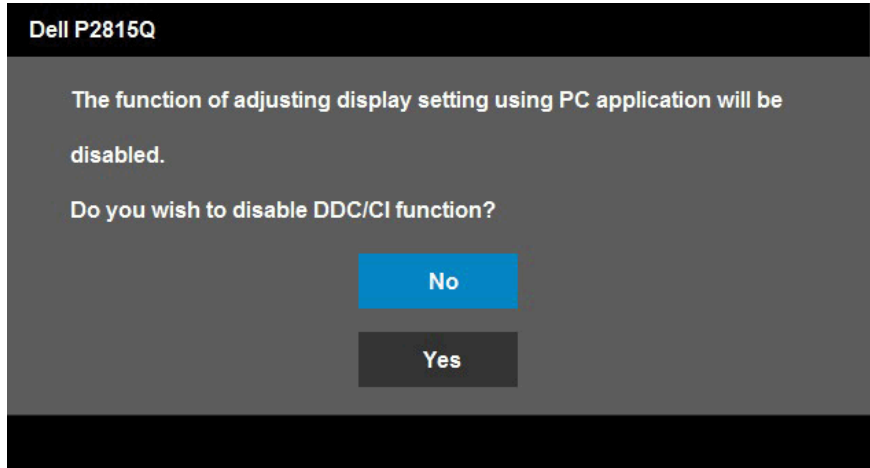 Dell P2815Q
The function of adjusting display setting using PC application will be
disabled.
Do you wish to disable DDC/CI function?
No
Yes